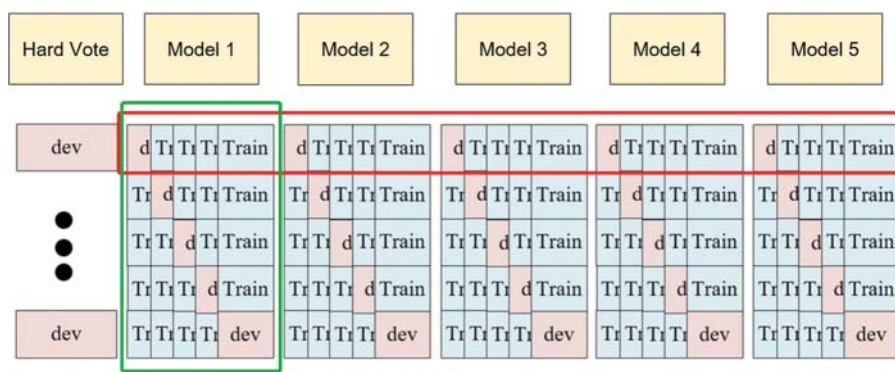 Hard Vote Model 1 Model 2 Model 3 Model 4 Model 5
dev d Tr Tr Tr Train d Tr Tr Tr Train d Tr Tr Tr Train d Tr Tr Tr Train d Tr Tr Tr Train
Tr d Tr Tr Train Tr d Tr Tr Train Tr d Tr Tr Train Tr d Tr Tr Train Tr d Tr Tr Train
Tr Tr d Tr Train Tr Tr d Tr Train Tr Tr d Tr Train Tr Tr d Tr Train Tr Tr d Tr Train
Tr Tr Tr d Train Tr Tr Tr d Train Tr Tr Tr d Train Tr Tr Tr d Train Tr Tr Tr d Train
dev Tr Tr Tr Tr dev Tr Tr Tr Tr dev Tr Tr Tr Tr dev Tr Tr Tr Tr dev Tr Tr Tr Tr dev